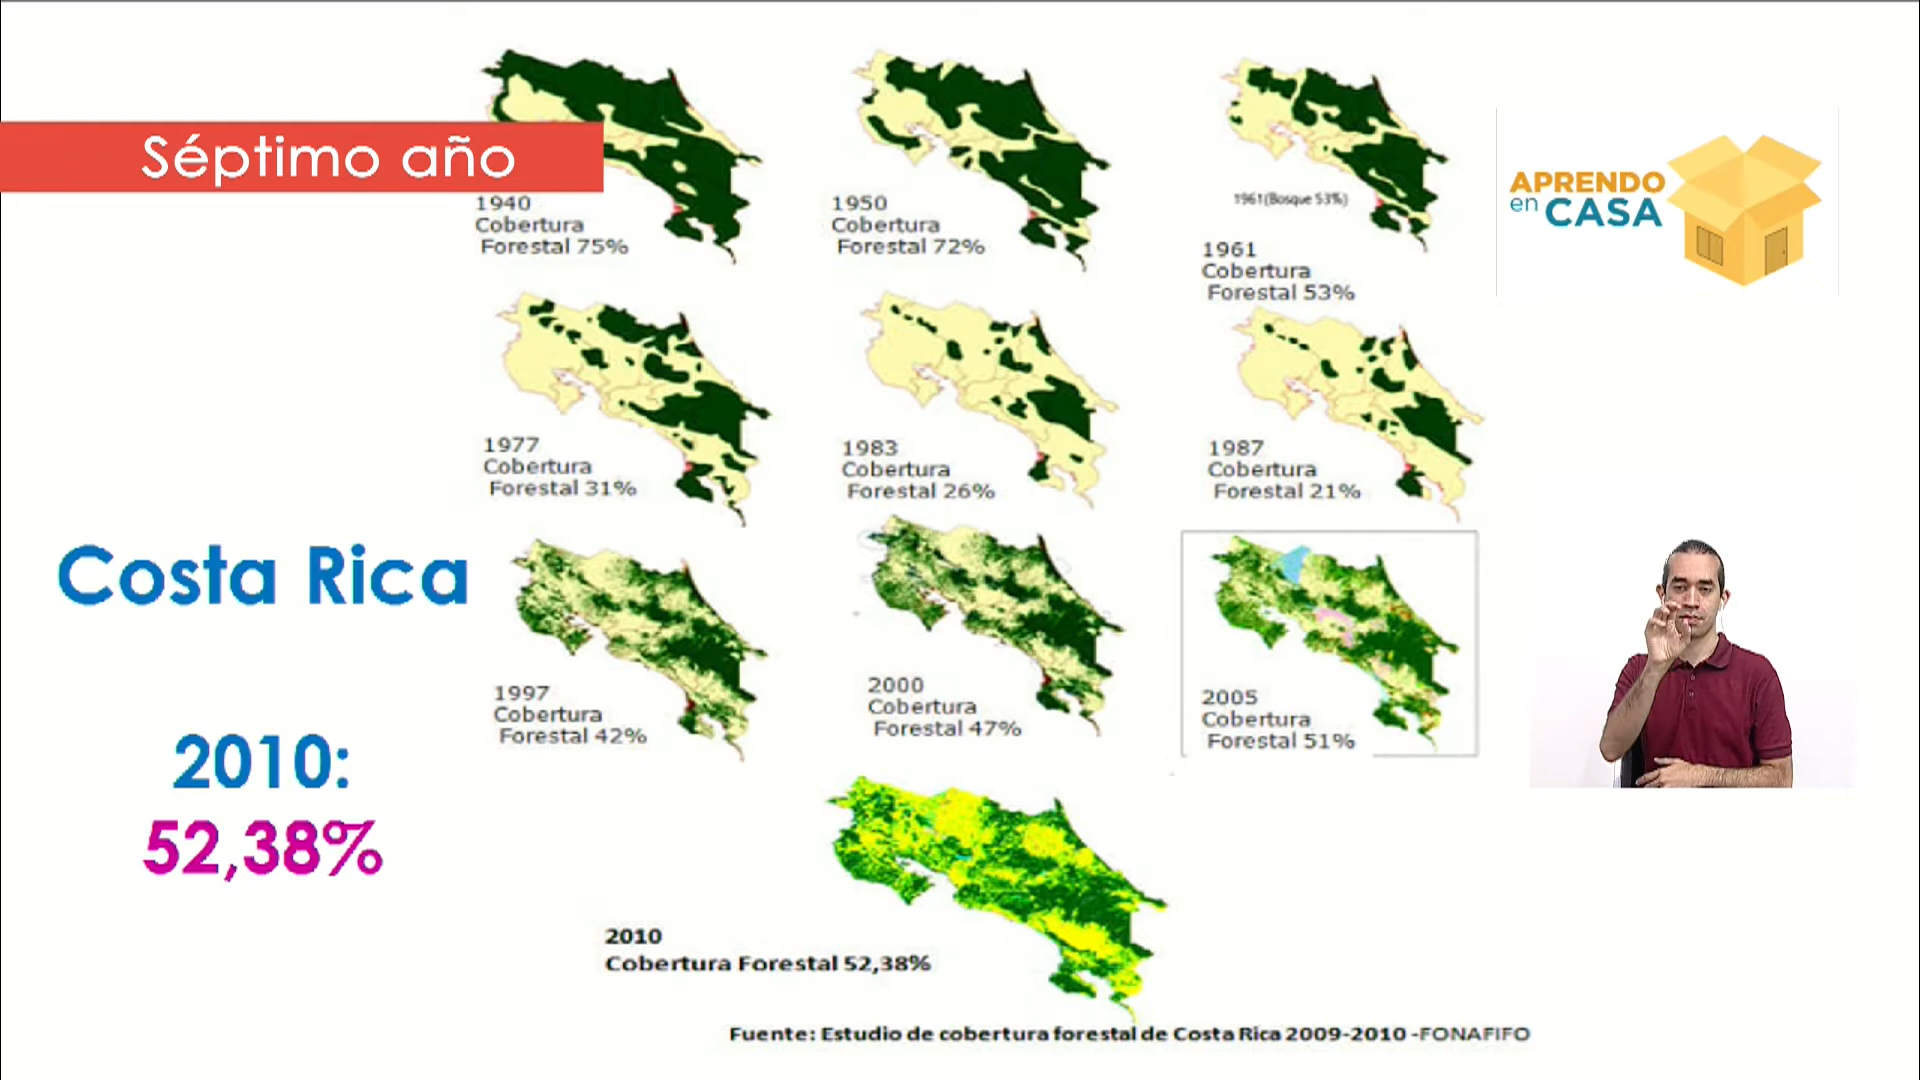 Séptimo año
1940
Cobertura
Forestal 75%
1950
Cobertura
Forestal 72%
1961(Bosque 53%)
1961
Cobertura
Forestal 53%
APRENDO
en CASA
1977
Cobertura
Forestal 31%
1983
Cobertura
Forestal 26%
1987
Cobertura
Forestal 21%
Costa Rica
1997
Cobertura
Forestal 42%
2000
Cobertura
Forestal 47%
2005
Cobertura
Forestal 51%
2010:
52,38%
2010
Cobertura Forestal 52,38%
Fuente: Estudio de cobertura forestal de Costa Rica 2009-2010 -FONAFIFO